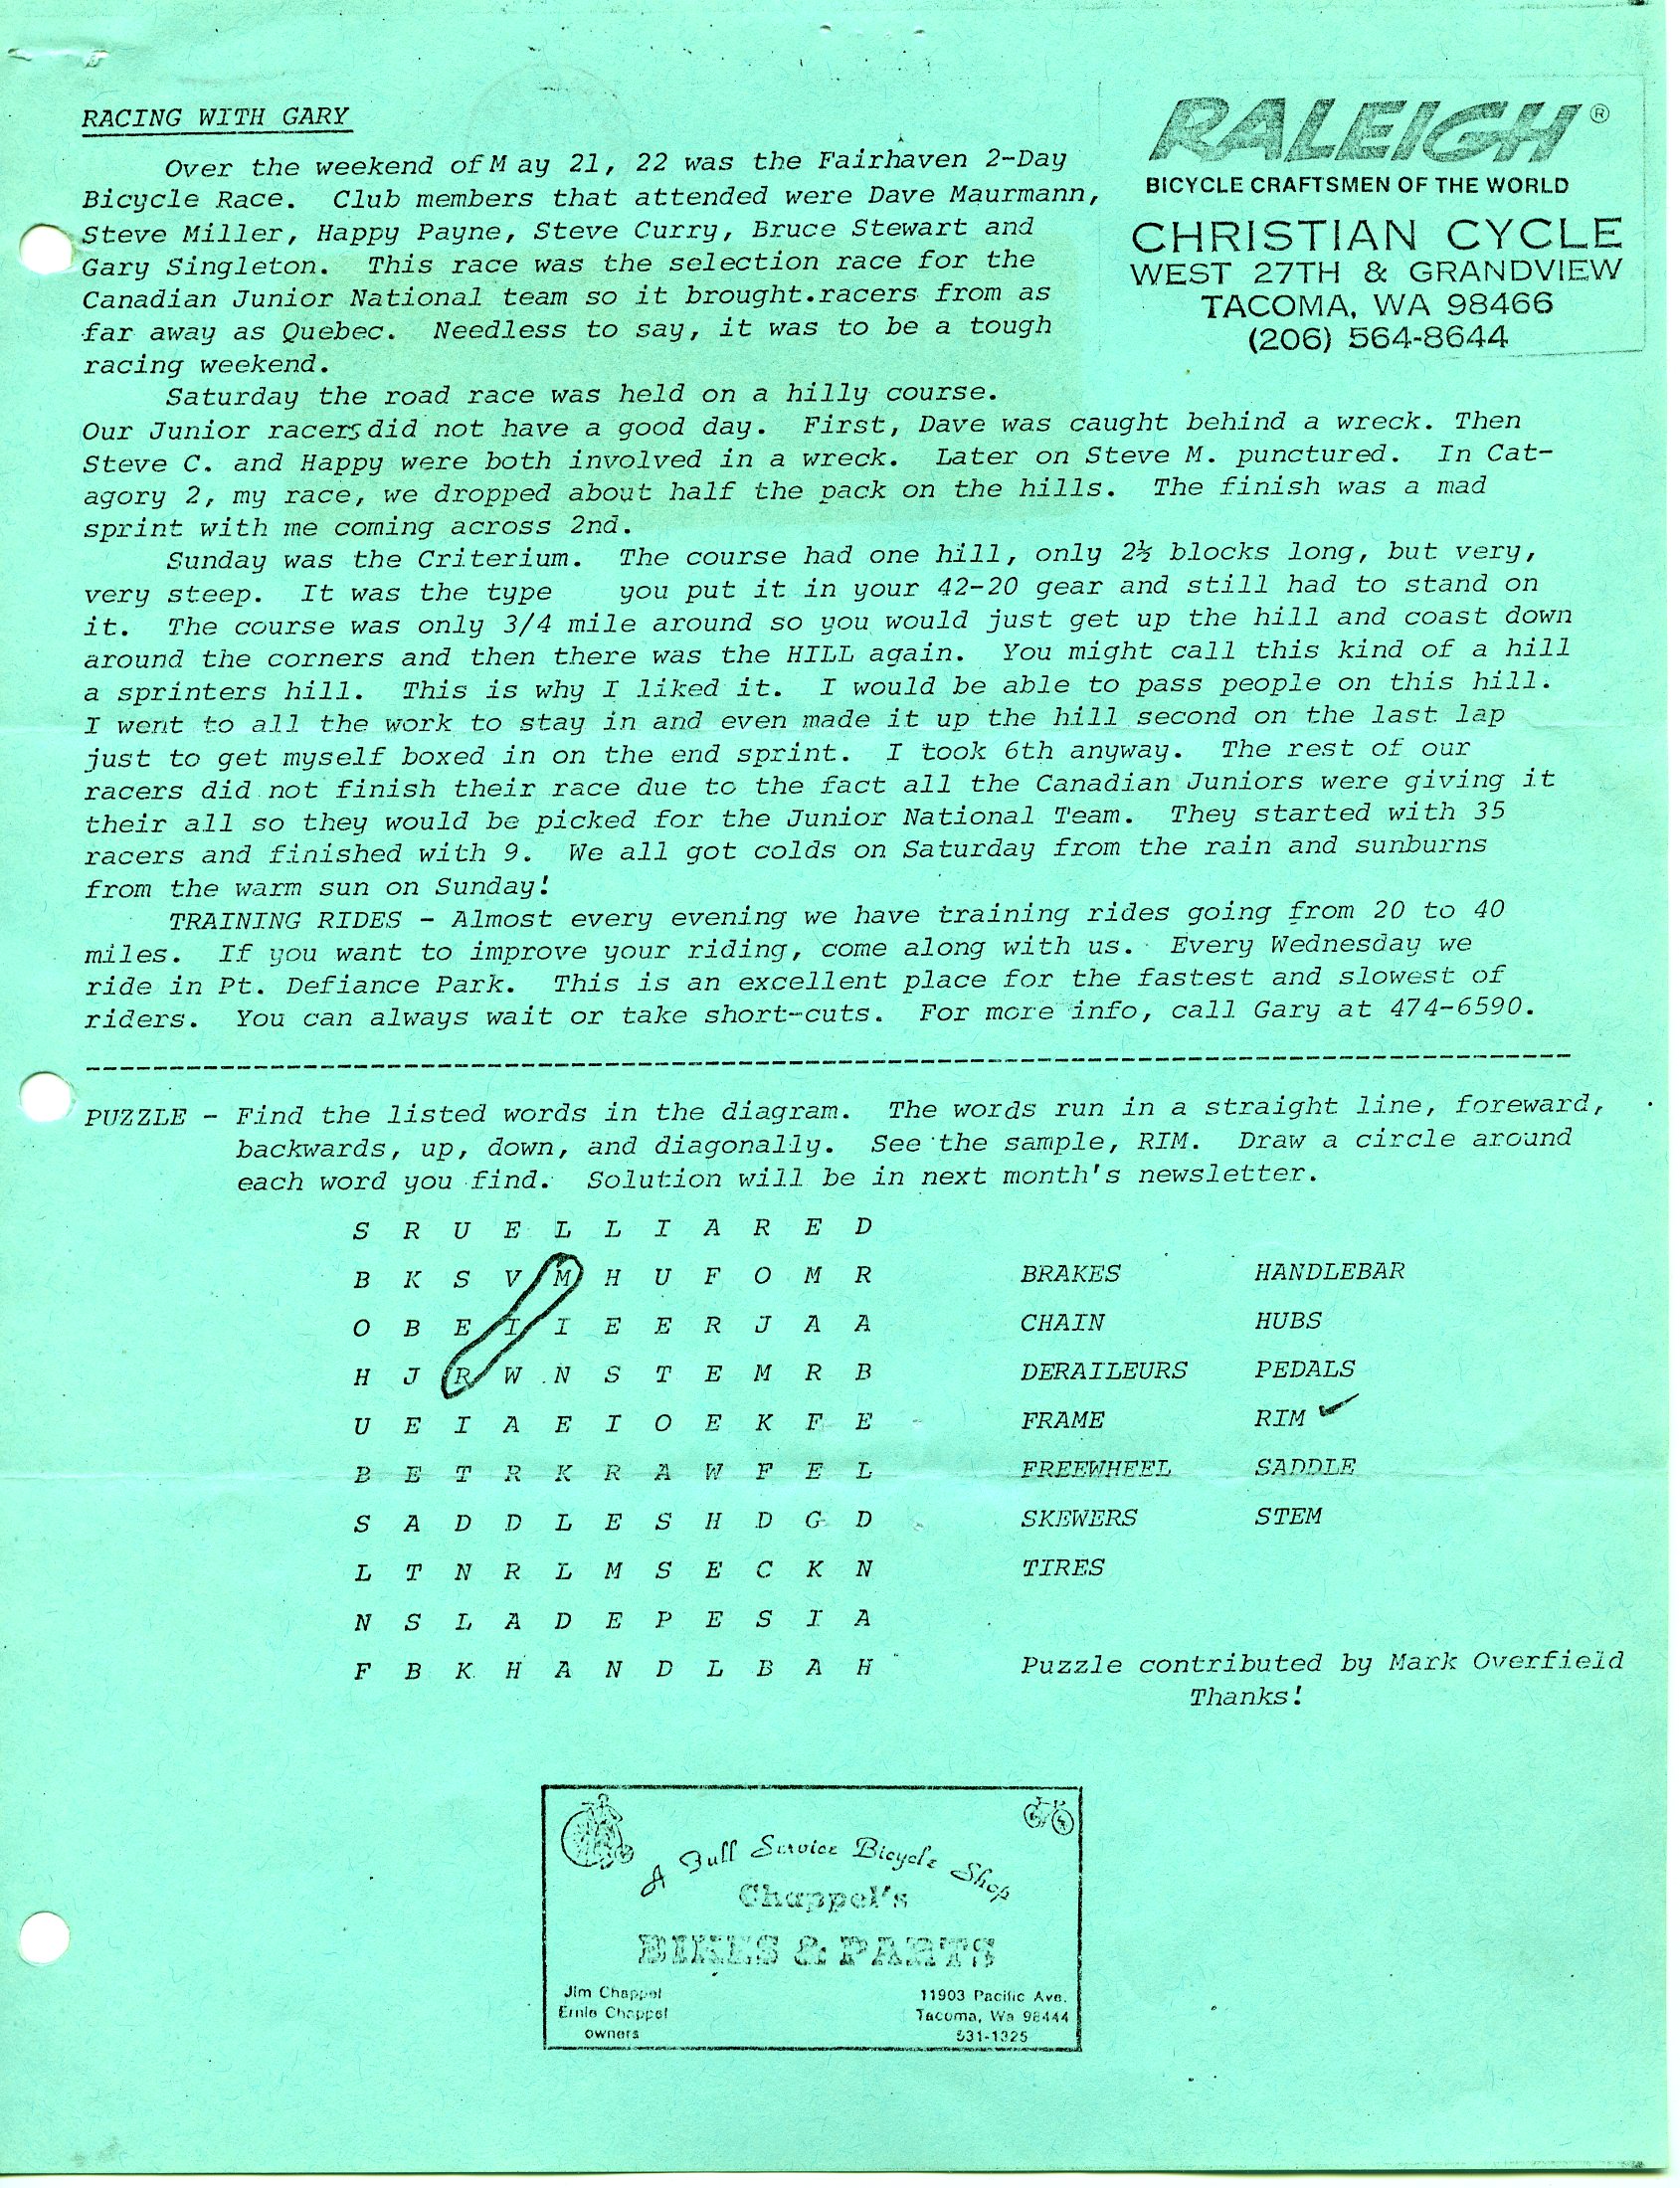 RACING WITH GARY
Over the weekend of May 21, 22 was the Fairhaven 2-Day
Bicycle Race. Club members that attended were Dave Maurmann,
Steve Miller, Happy Payne, Steve Curry, Bruce Stewart and
Gary Singleton. This race was the selection race for the
Canadian Junior National team so it brought.racers from as
far away as Quebec. Needless to say, it was to be a tough
racing weekend.
RALEIGH®
BICYCLE CRAFTSMEN OF THE WORLD
CHRISTIAN CYCLE
WEST 27TH & GRANDVIEW
TACOMA, WA 98466
(206) 564-8644
Saturday the road race was held on a hilly course.
Our Junior racers did not have a good day. First, Dave was caught behind a wreck. Then
Steve C. and Happy were both involved in a wreck. Later on Steve M. punctured. In Cat-
agory 2, my race, we dropped about half the pack on the hills. The finish was a mad
sprint with me coming across 2nd.
Sunday was the Criterium. The course had one hill, only 2½ blocks long, but very,
very steep. It was the type you put it in your 42-20 gear and still had to stand on
it. The course was only 3/4 mile around so you would just get up the hill and coast down
around the corners and then there was the HILL again. You might call this kind of a hill
a sprinters hill. This is why I liked it. I would be able to pass people on this hill.
I went to all the work to stay in and even made it up the hill second on the last lap
just to get myself boxed in on the end sprint. I took 6th anyway. The rest of our
racers did not finish their race due to the fact all the Canadian Juniors were giving it
their all so they would be picked for the Junior National Team. They started with 35
racers and finished with 9. We all got colds on Saturday from the rain and sunburns
from the warm sun on Sunday!
TRAINING RIDES - Almost every evening we have training rides going from 20 to 40
miles. If you want to improve your riding, come along with us. Every Wednesday we
ride in Pt. Defiance Park. This is an excellent place for the fastest and slowest of
riders. You can always wait or take short-cuts. For more info, call Gary at 474-6590.
PUZZLE - Find the listed words in the diagram. The words run in a straight line, foreward,
backwards, up, down, and diagonally. See the sample, RIM. Draw a circle around
each word you find. Solution will be in next month's newsletter.
S R U E L L I A R E D
B K S V M H U F O M R
O B E I I E E R J A A
H J R W N S T E M R B
U E I A E I O E K F E
B E T R K R A W F E L
S A D D L E S H D G D
L T N R L M S E C K N
N S L A D E P E S I A
F B K H A N D L B A H
BRAKES HANDLEBAR
CHAIN HUBS
DERAILEURS PEDALS
FRAME RIM ✓
FREEWHEEL SADDLE
SKEWERS STEM
TIRES
Puzzle contributed by Mark Overfield
Thanks!
A Full Service Bicycle Shop
Chappel's
BIKES & PARTS
Jim Chappel
Ernie Chappel
owners
11903 Pacific Ave.
Tacoma, Wa 98444
531-1325